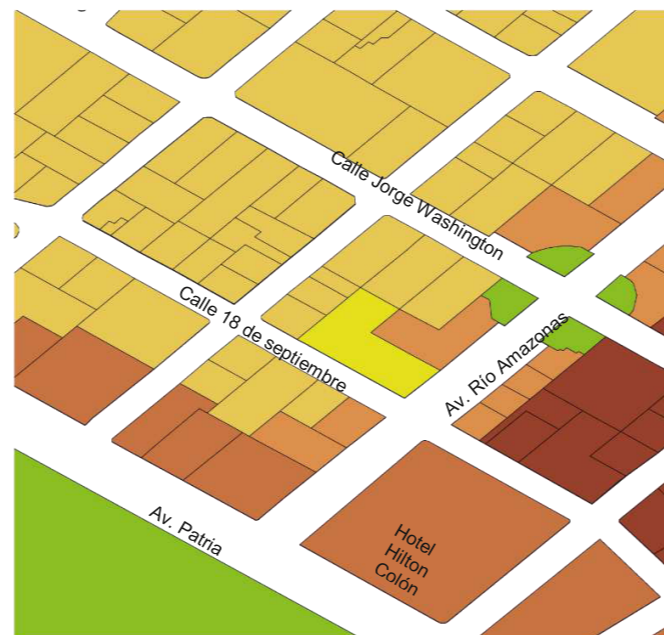 Calle Jorge Washington
Calle 18 de septiembre
Av. Río Amazonas
Av. Patria
Hotel
Hilton
Colón